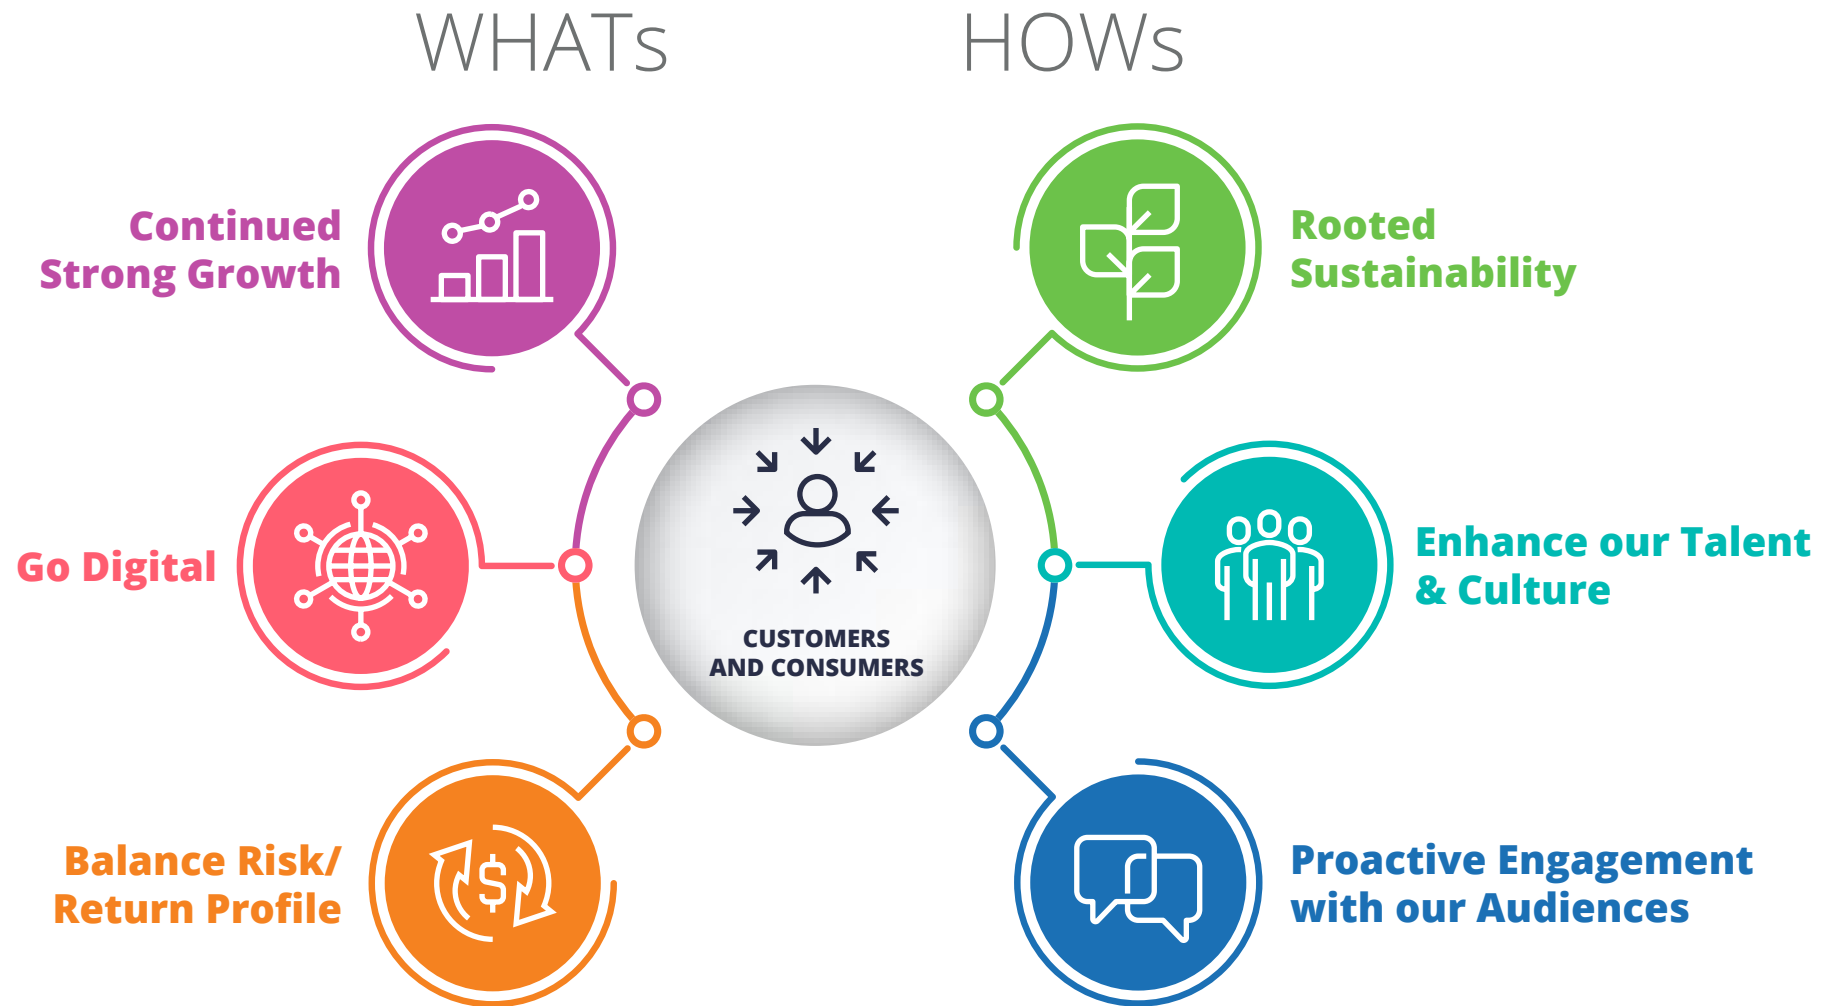 WHATs
HOWs
Continued
Strong Growth
Rooted
Sustainability
Go Digital
CUSTOMERS
AND CONSUMERS
Enhance our Talent
& Culture
Balance Risk/
Return Profile
$
Proactive Engagement
with our Audiences